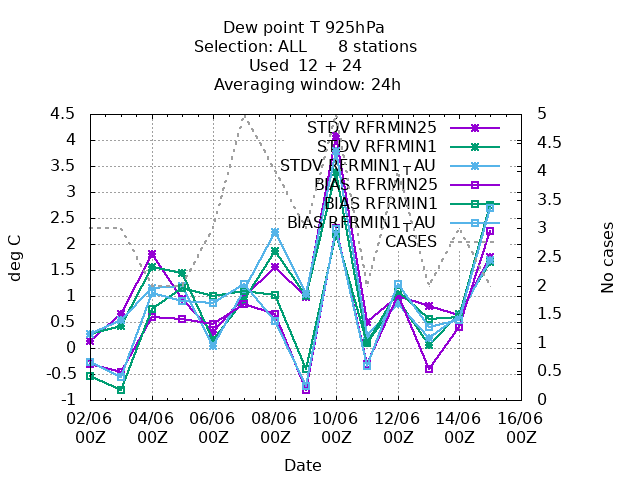 Dew point T 925hPa
Selection: ALL 8 stations
Used 12 + 24
Averaging window: 24h
4.5
4
3.5
3
2.5
2
1.5
1
0.5
0
-0.5
-1
deg C
5
4.5
4
3.5
3
2.5
2
1.5
1
0.5
0
No cases
STDV RFRMIN25
STDV RFRMIN1
STDV RFRMIN1_AU
BIAS RFRMIN25
BIAS RFRMIN1
BIAS RFRMIN1_AU
CASES
02/06 04/06 06/06 08/06 10/06 12/06 14/06 16/06
00Z 00Z 00Z 00Z 00Z 00Z 00Z 00Z
Date